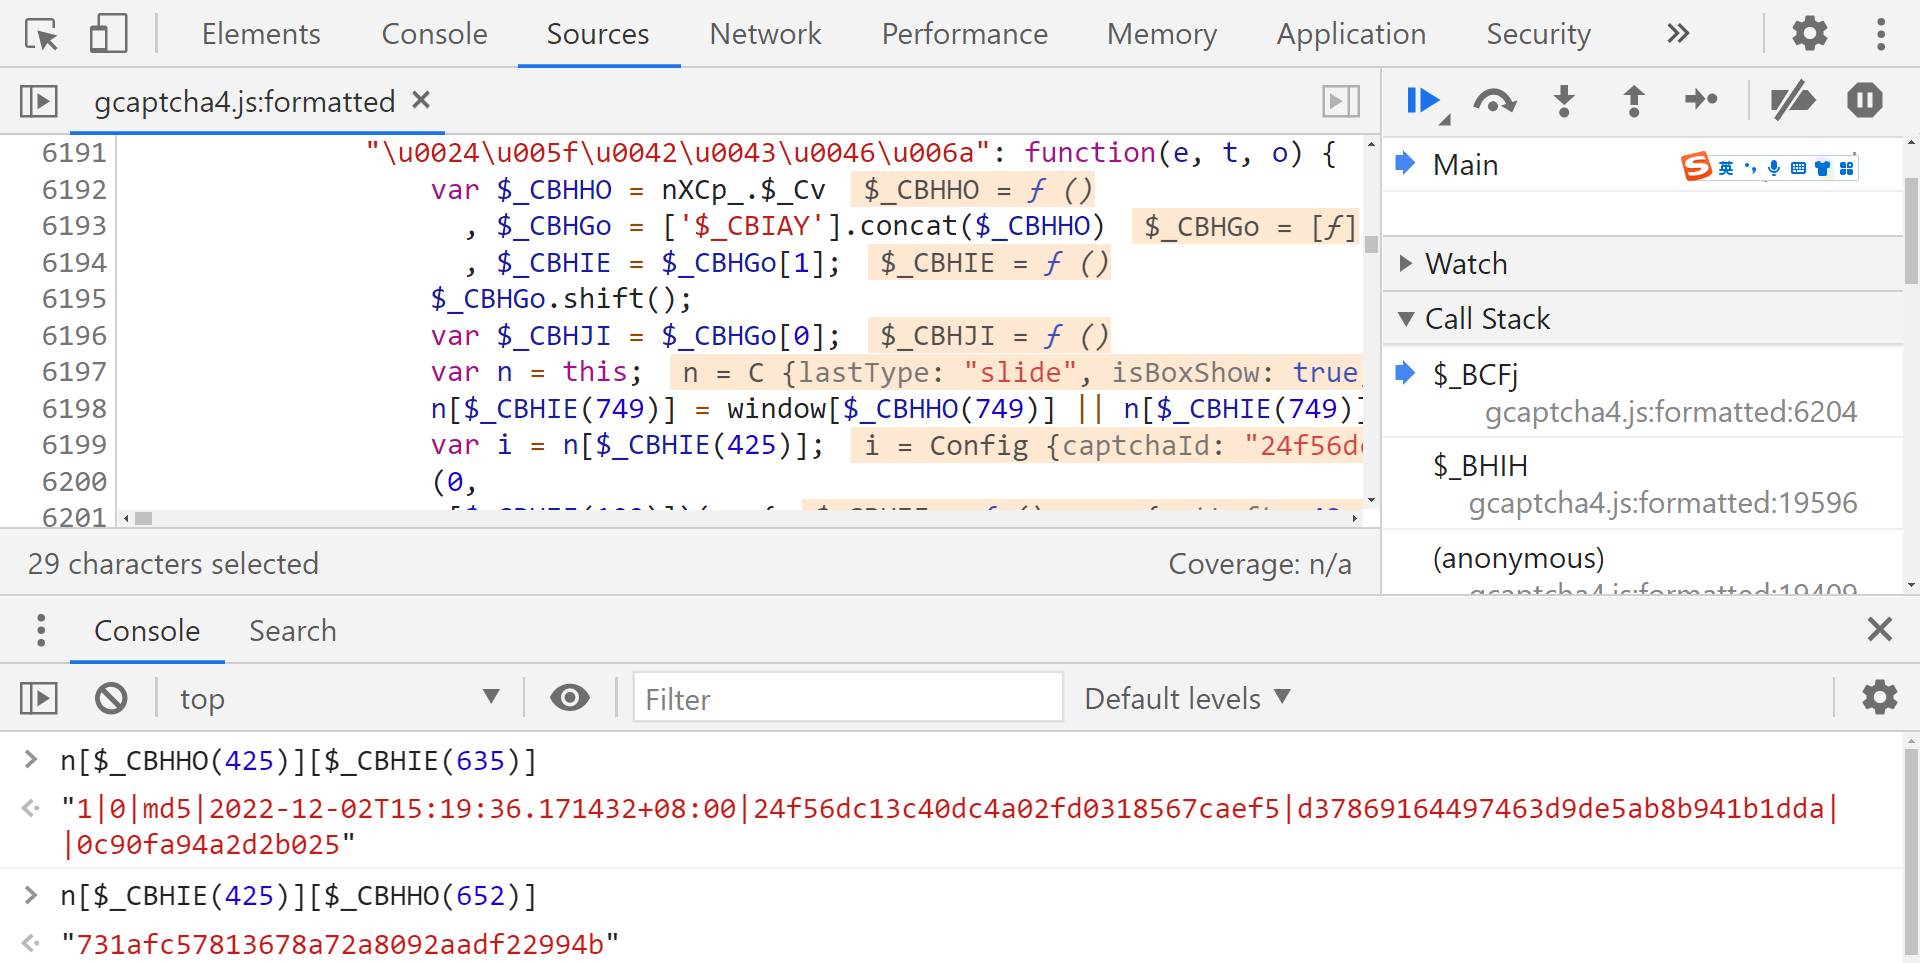 Elements Console Sources Network Performance Memory Application Security »
gcaptcha4.js:formatted ×
6191 "\u0024\u005f\u0042\u0043\u0046\u006a": function(e, t, o) {
6192 var $_CBHHO = nXCp_.$_Cv $_CBHHO = ƒ ()
6193 , $_CBHGo = ['$_CBIAY'].concat($_CBHHO) $_CBHGo = [ƒ]
6194 , $_CBHIE = $_CBHGo[1]; $_CBHIE = ƒ ()
6195 $_CBHGo.shift();
6196 var $_CBHJI = $_CBHGo[0]; $_CBHJI = ƒ ()
6197 var n = this; n = C {lastType: "slide", isBoxShow: true,
6198 n[$_CBHIE(749)] = window[$_CBHHO(749)] || n[$_CBHIE(749)]
6199 var i = n[$_CBHIE(425)]; i = Config {captchaId: "24f56dc
6200 (0,
6201
29 characters selected Coverage: n/a
Main
英
Watch
Call Stack
$_BCFj
gcaptcha4.js:formatted:6204
$_BHIH
gcaptcha4.js:formatted:19596
(anonymous)
gcaptcha4.js:formatted:19409
Console Search
top Filter Default levels
n[$_CBHHO(425)][$_CBHIE(635)]
"1|0|md5|2022-12-02T15:19:36.171432+08:00|24f56dc13c40dc4a02fd0318567caef5|d37869164497463d9de5ab8b941b1dda|
|0c90fa94a2d2b025"
n[$_CBHIE(425)][$_CBHHO(652)]
"731afc57813678a72a8092aadf22994b"